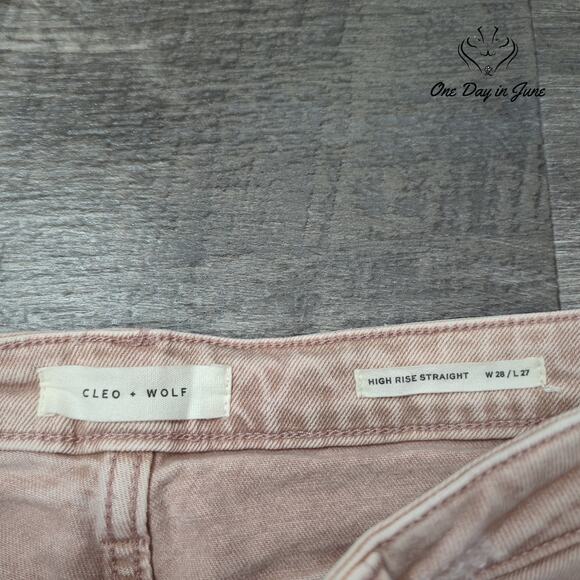 One Day in June
CLEO + WOLF
HIGH RISE STRAIGHT W 28 / L 27